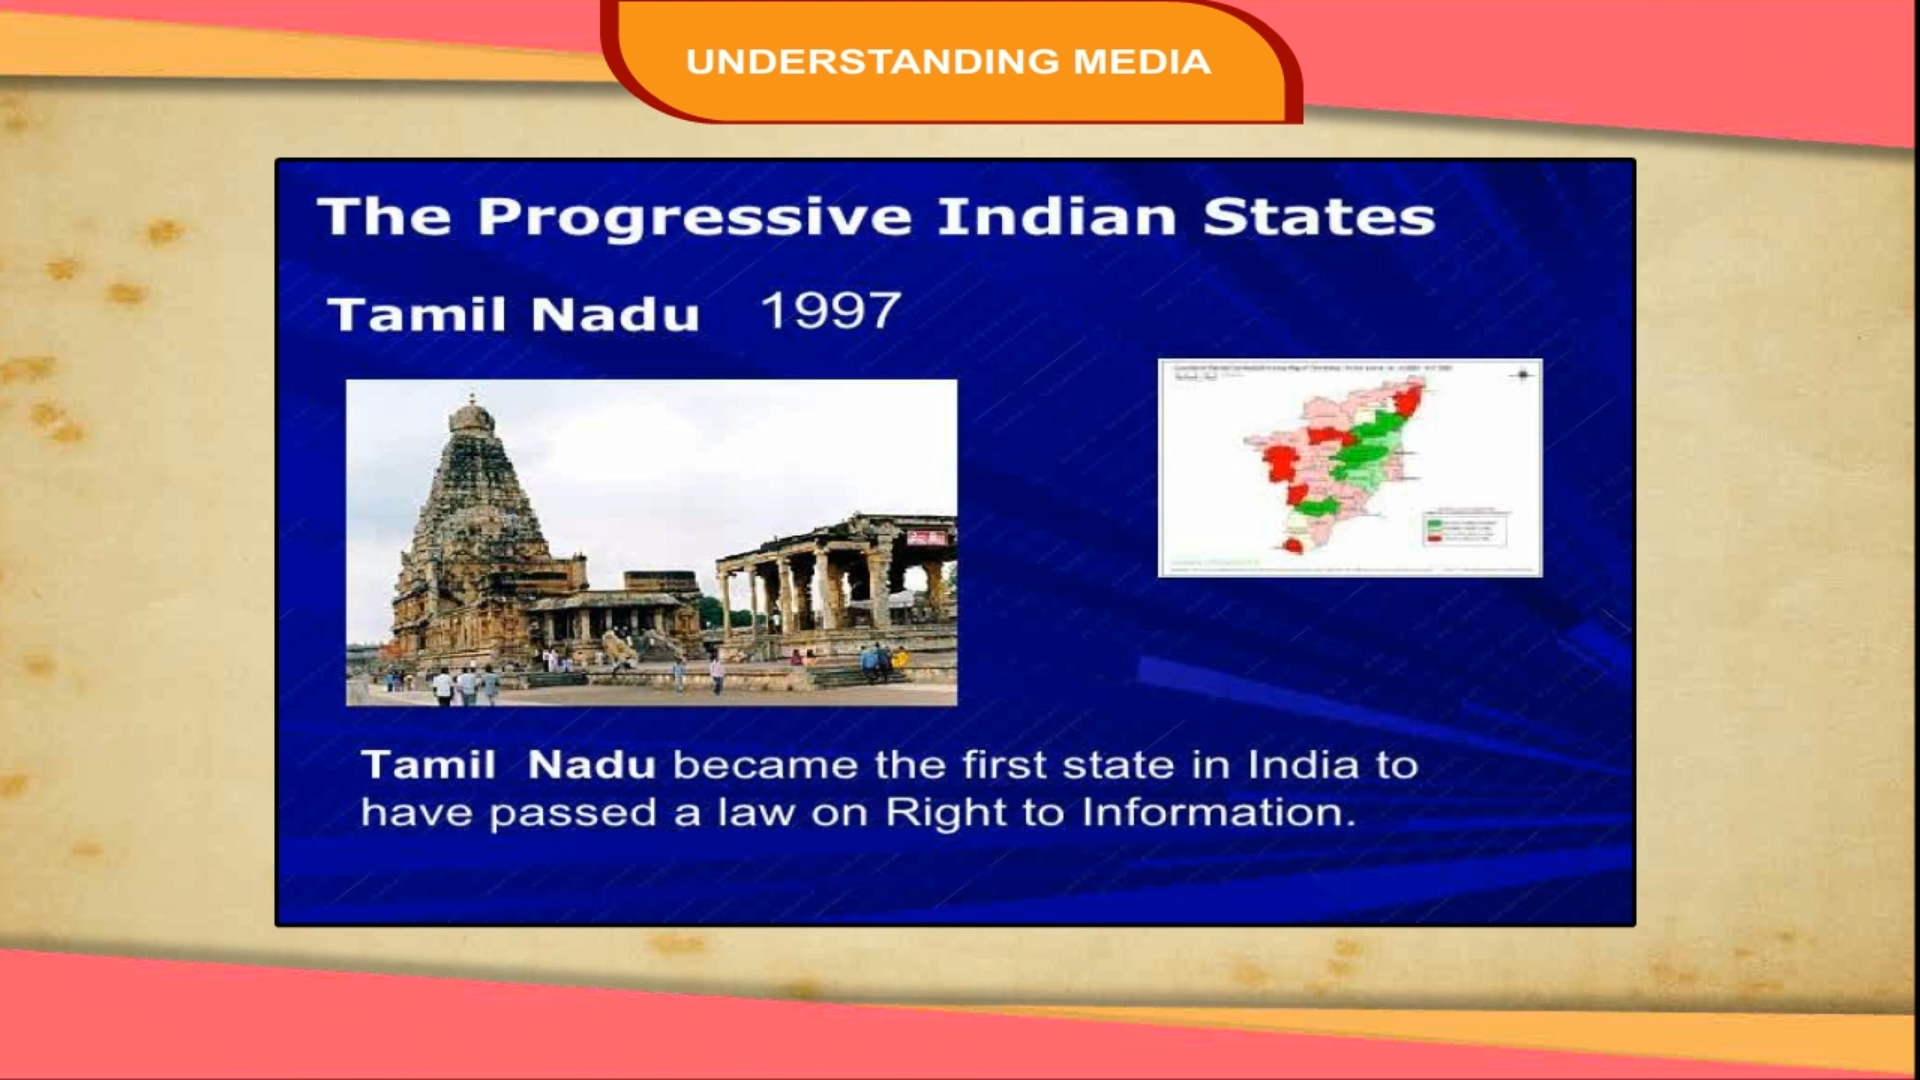 UNDERSTANDING MEDIA
The Progressive Indian States
Tamil Nadu 1997
Tamil Nadu became the first state in India to
have passed a law on Right to Information.